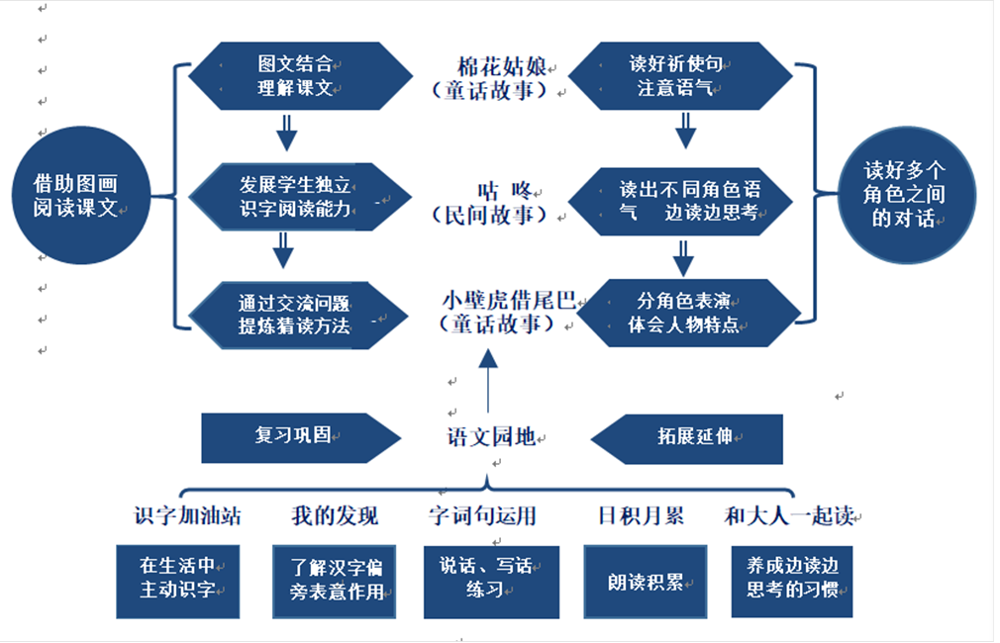 图文结合
理解课文
棉花姑娘
（童话故事）
读好祈使句
注意语气
借助图画
阅读课文
发展学生独立
识字阅读能力
咕 咚
（民间故事）
读出不同角色语
气 边读边思考
读好多个
角色之间
的对话
通过交流问题
提炼猜读方法
小壁虎借尾巴
（童话故事）
分角色表演
体会人物特点
复习巩固
语文园地
拓展延伸
识字加油站
我的发现
字词句运用
日积月累
和大人一起读
在生活中
主动识字
了解汉字偏
旁表意作用
说话、写话
练习
朗读积累
养成边读边
思考的习惯